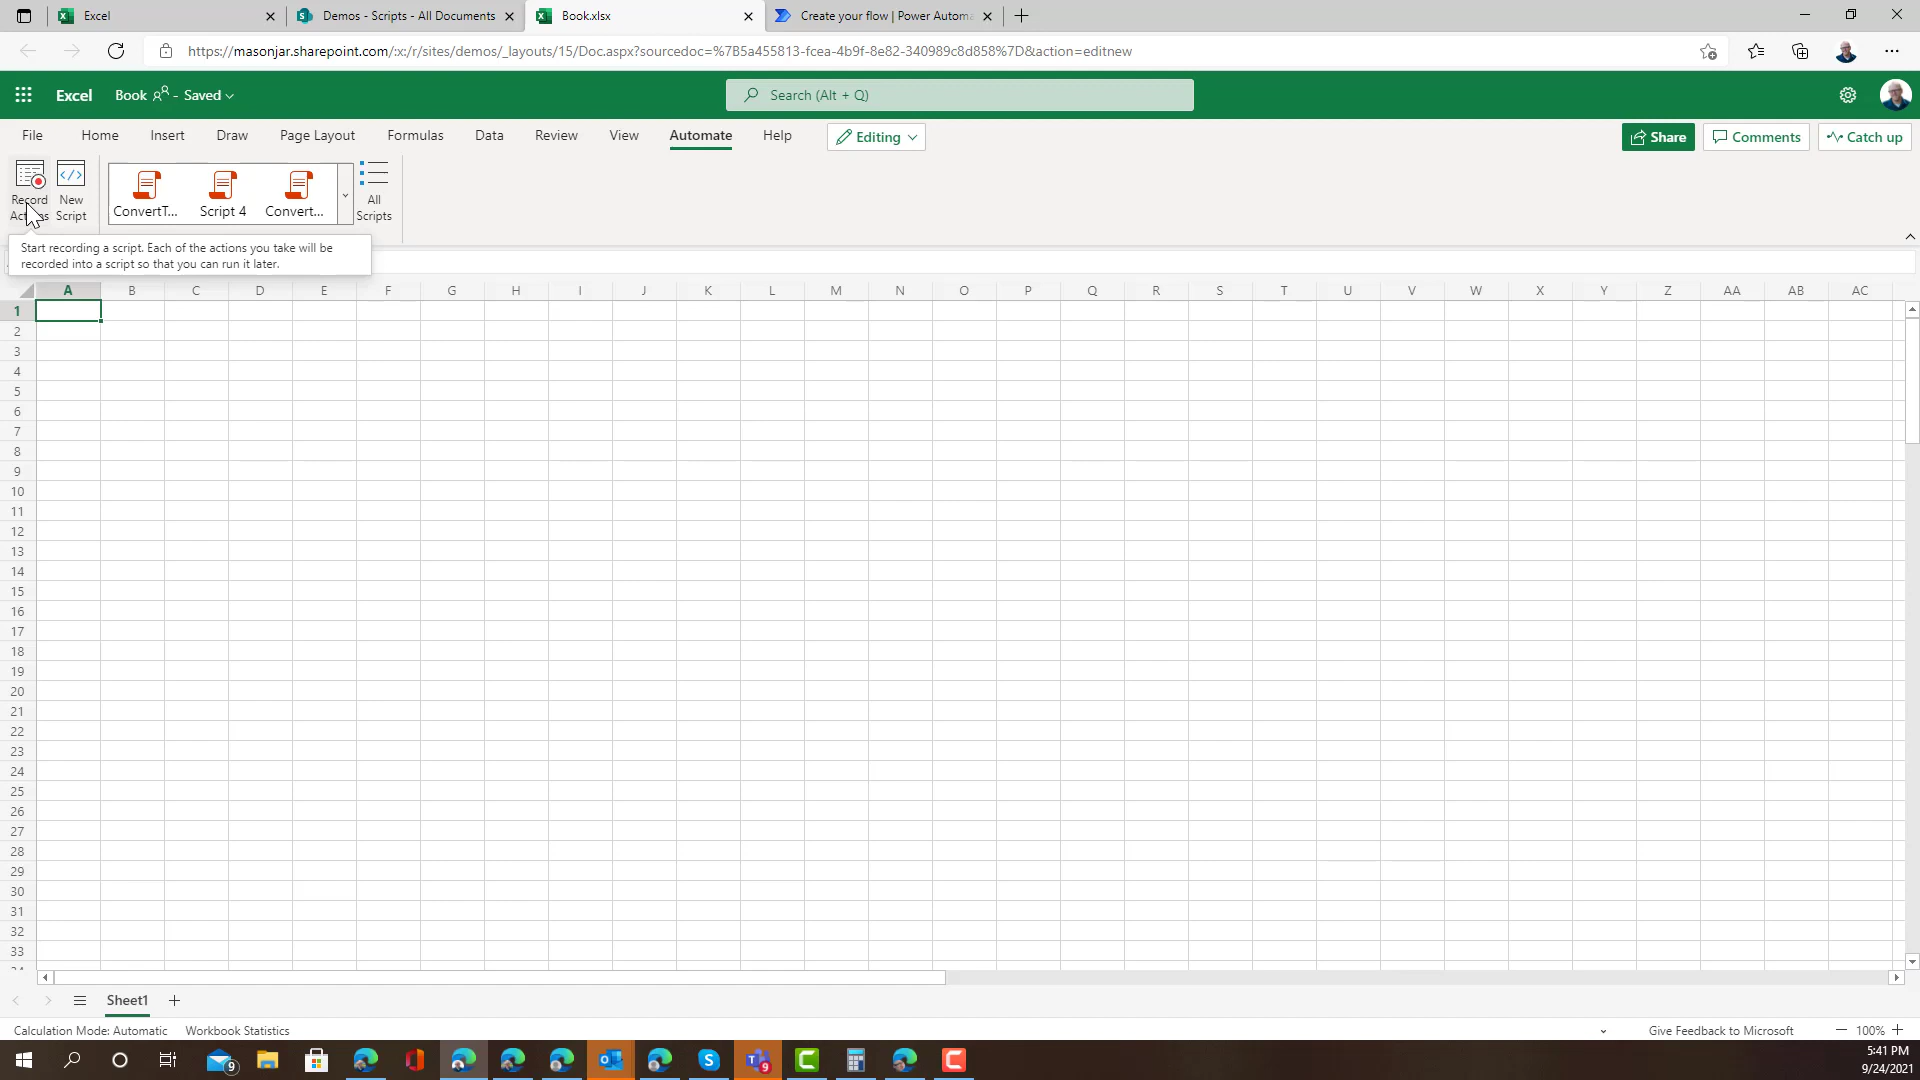 Excel
Demos - Scripts - All Documents
Book.xlsx
Create your flow | Power Automa
https://masonjar.sharepoint.com/:x:/r/sites/demos/_layouts/15/Doc.aspx?sourcedoc=%7B5a455813-fcea-4b9f-8e82-340989c8d858%7D&action=editnew
Excel Book - Saved
Search (Alt + Q)
File Home Insert Draw Page Layout Formulas Data Review View Automate Help Editing Share Comments Catch up
Record New All
ConvertT... Script 4 Convert...
Script Scripts
Start recording a script. Each of the actions you take will be
recorded into a script so that you can run it later.
A B C D E F G H I J K L M N O P Q R S T U V W X Y Z AA AB AC
1
2
3
4
5
6
7
8
9
10
11
12
13
14
15
16
17
18
19
20
21
22
23
24
25
26
27
28
29
30
31
32
33
Sheet1
Calculation Mode: Automatic Workbook Statistics Give Feedback to Microsoft 100%
9
9
5:41 PM
9/24/2021